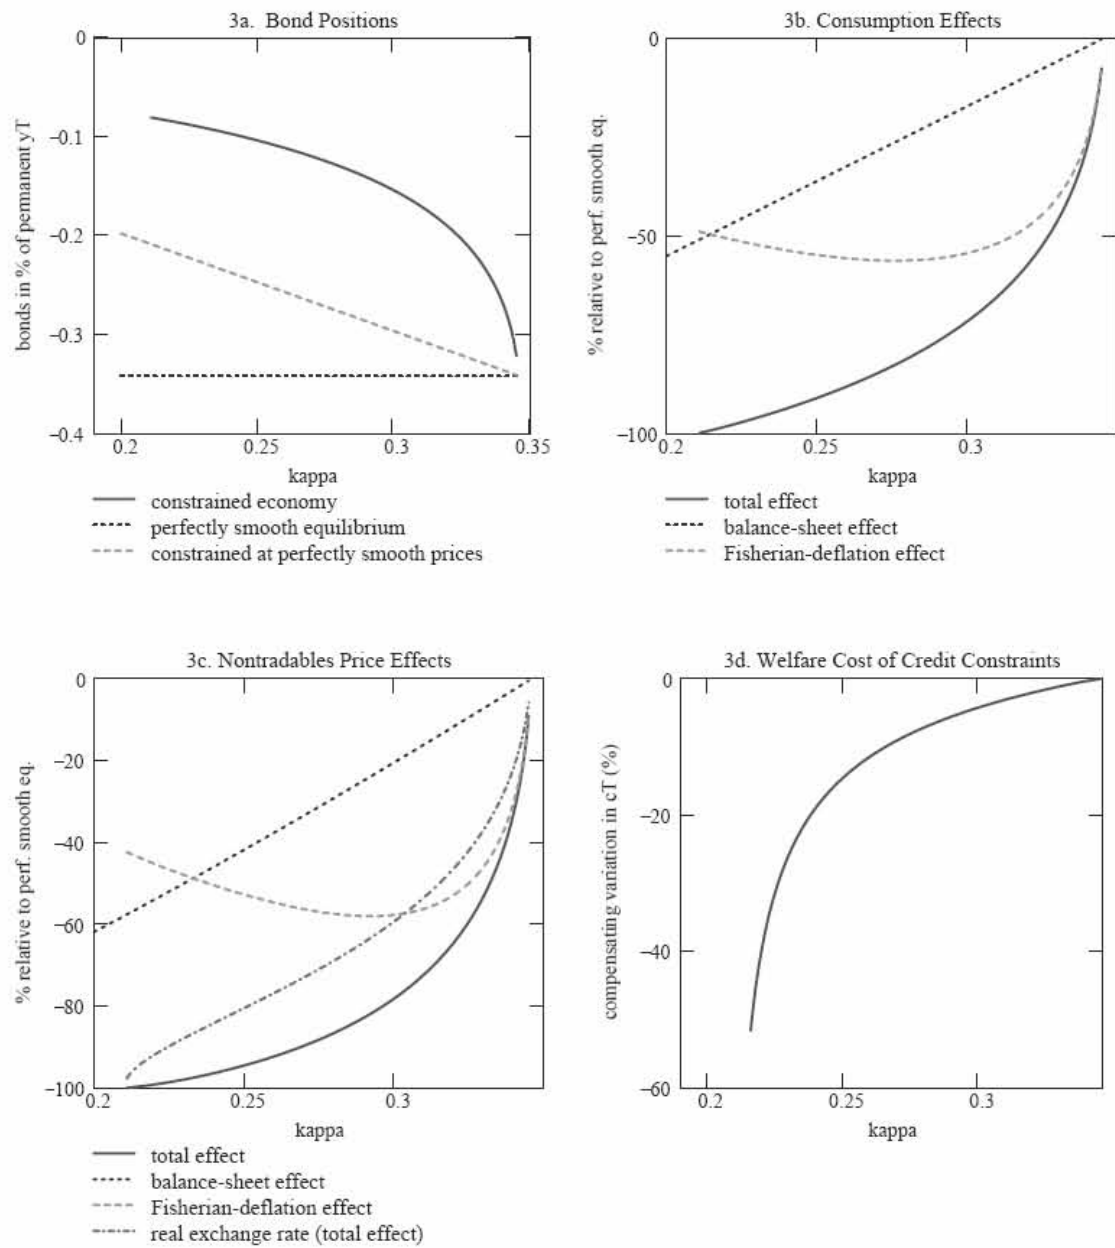 3a. Bond Positions
bonds in % of permanent yT
0
−0.1
−0.2
−0.3
−0.4
0.2
0.25
0.3
0.35
kappa
constrained economy
perfectly smooth equilibrium
constrained at perfectly smooth prices
3b. Consumption Effects
% relative to perf. smooth eq.
0
−50
−100
0.2
0.25
0.3
kappa
total effect
balance-sheet effect
Fisherian-deflation effect
3c. Nontradables Price Effects
% relative to perf. smooth eq.
0
−20
−40
−60
−80
−100
0.2
0.25
0.3
kappa
total effect
balance-sheet effect
Fisherian-deflation effect
real exchange rate (total effect)
3d. Welfare Cost of Credit Constraints
compensating variation in cT (%)
0
−20
−40
−60
0.2
0.25
0.3
kappa